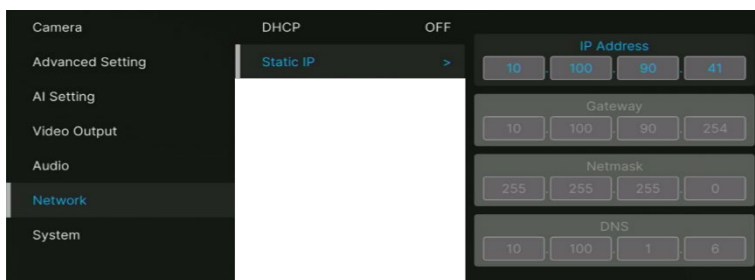 Camera
Advanced Setting
AI Setting
Video Output
Audio
Network
System
DHCP OFF
Static IP >
IP Address
10 . 100 . 90 . 41
Gateway
10 . 100 . 90 . 254
Netmask
255 . 255 . 255 . 0
DNS
10 . 100 . 1 . 6